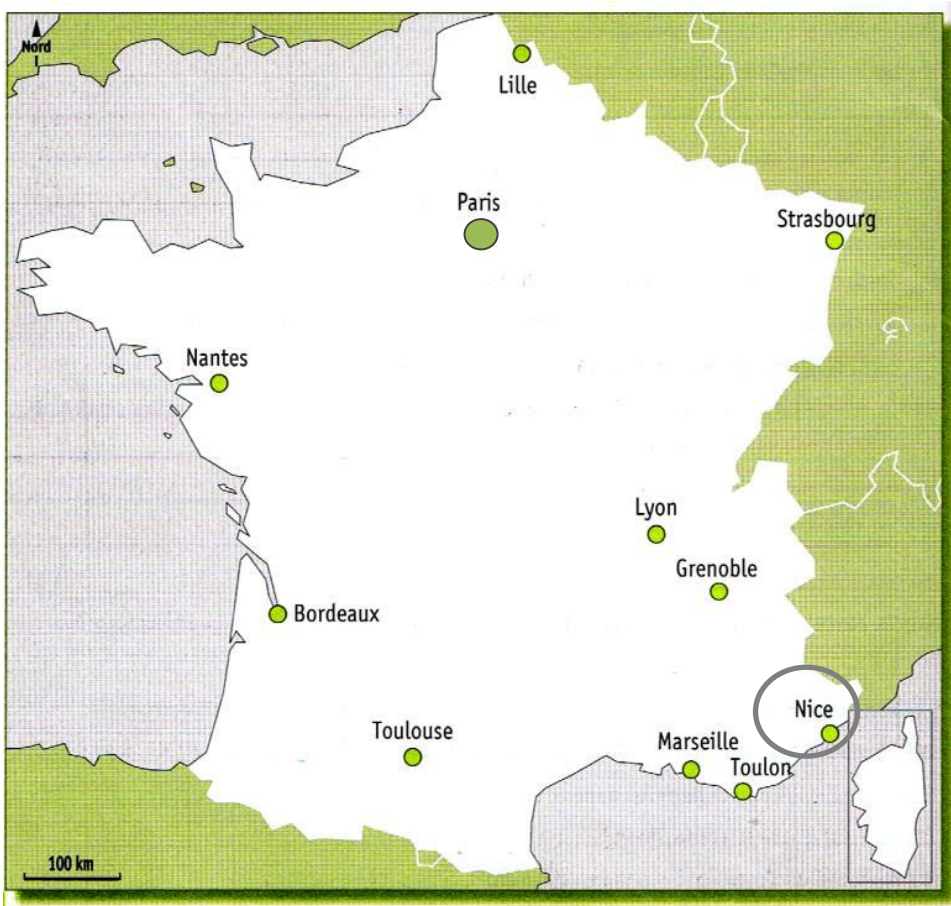 Nord
Lille
Paris
Strasbourg
Nantes
Lyon
Grenoble
Bordeaux
Nice
Toulouse
Marseille
Toulon
100 km